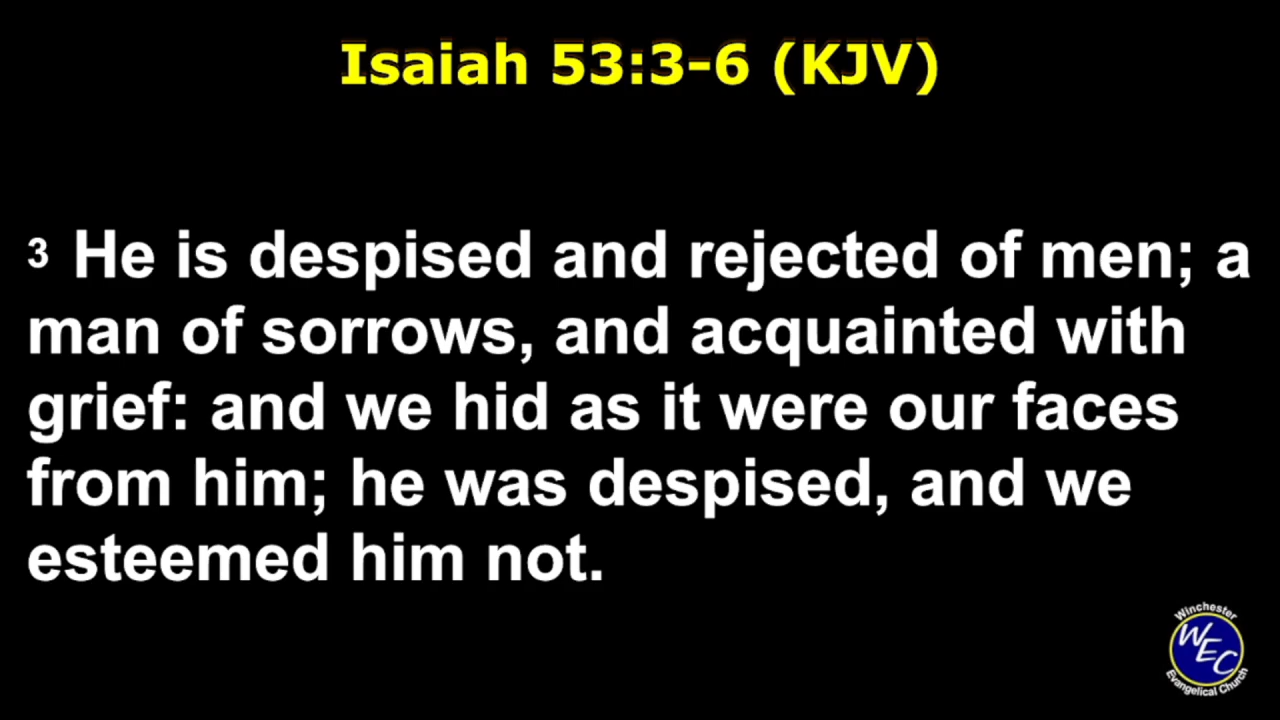 Isaiah 53:3-6 (KJV)
3 He is despised and rejected of men; a
man of sorrows, and acquainted with
grief: and we hid as it were our faces
from him; he was despised, and we
esteemed him not.
Winchester
WEC
Evangelical Church